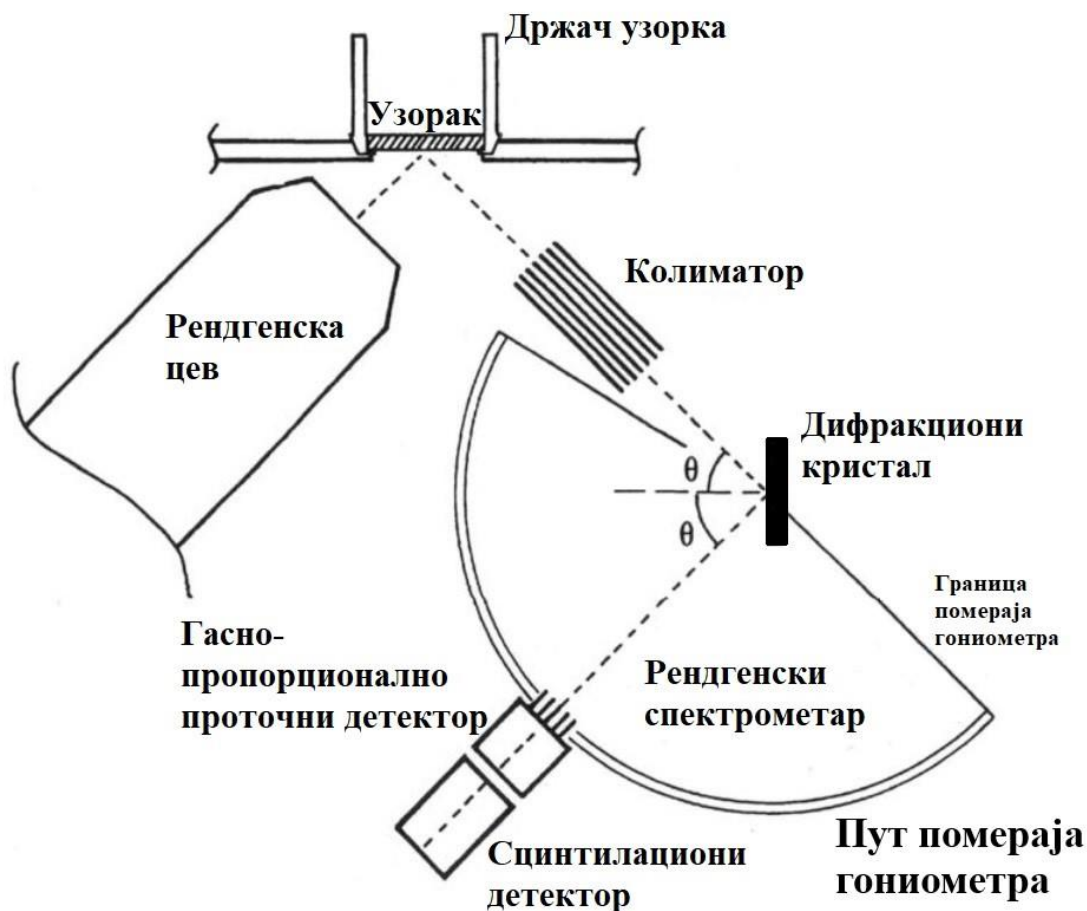 Држач узорка
Узорак
Колиматор
Рендгенска
цев
Дифракциони
кристал
θ
θ
Граница
помераја
гониометра
Гасно-
пропорционално
проточни детектор
Рендгенски
спектрометар
Сцинтилациони
детектор
Пут помераја
гониометра